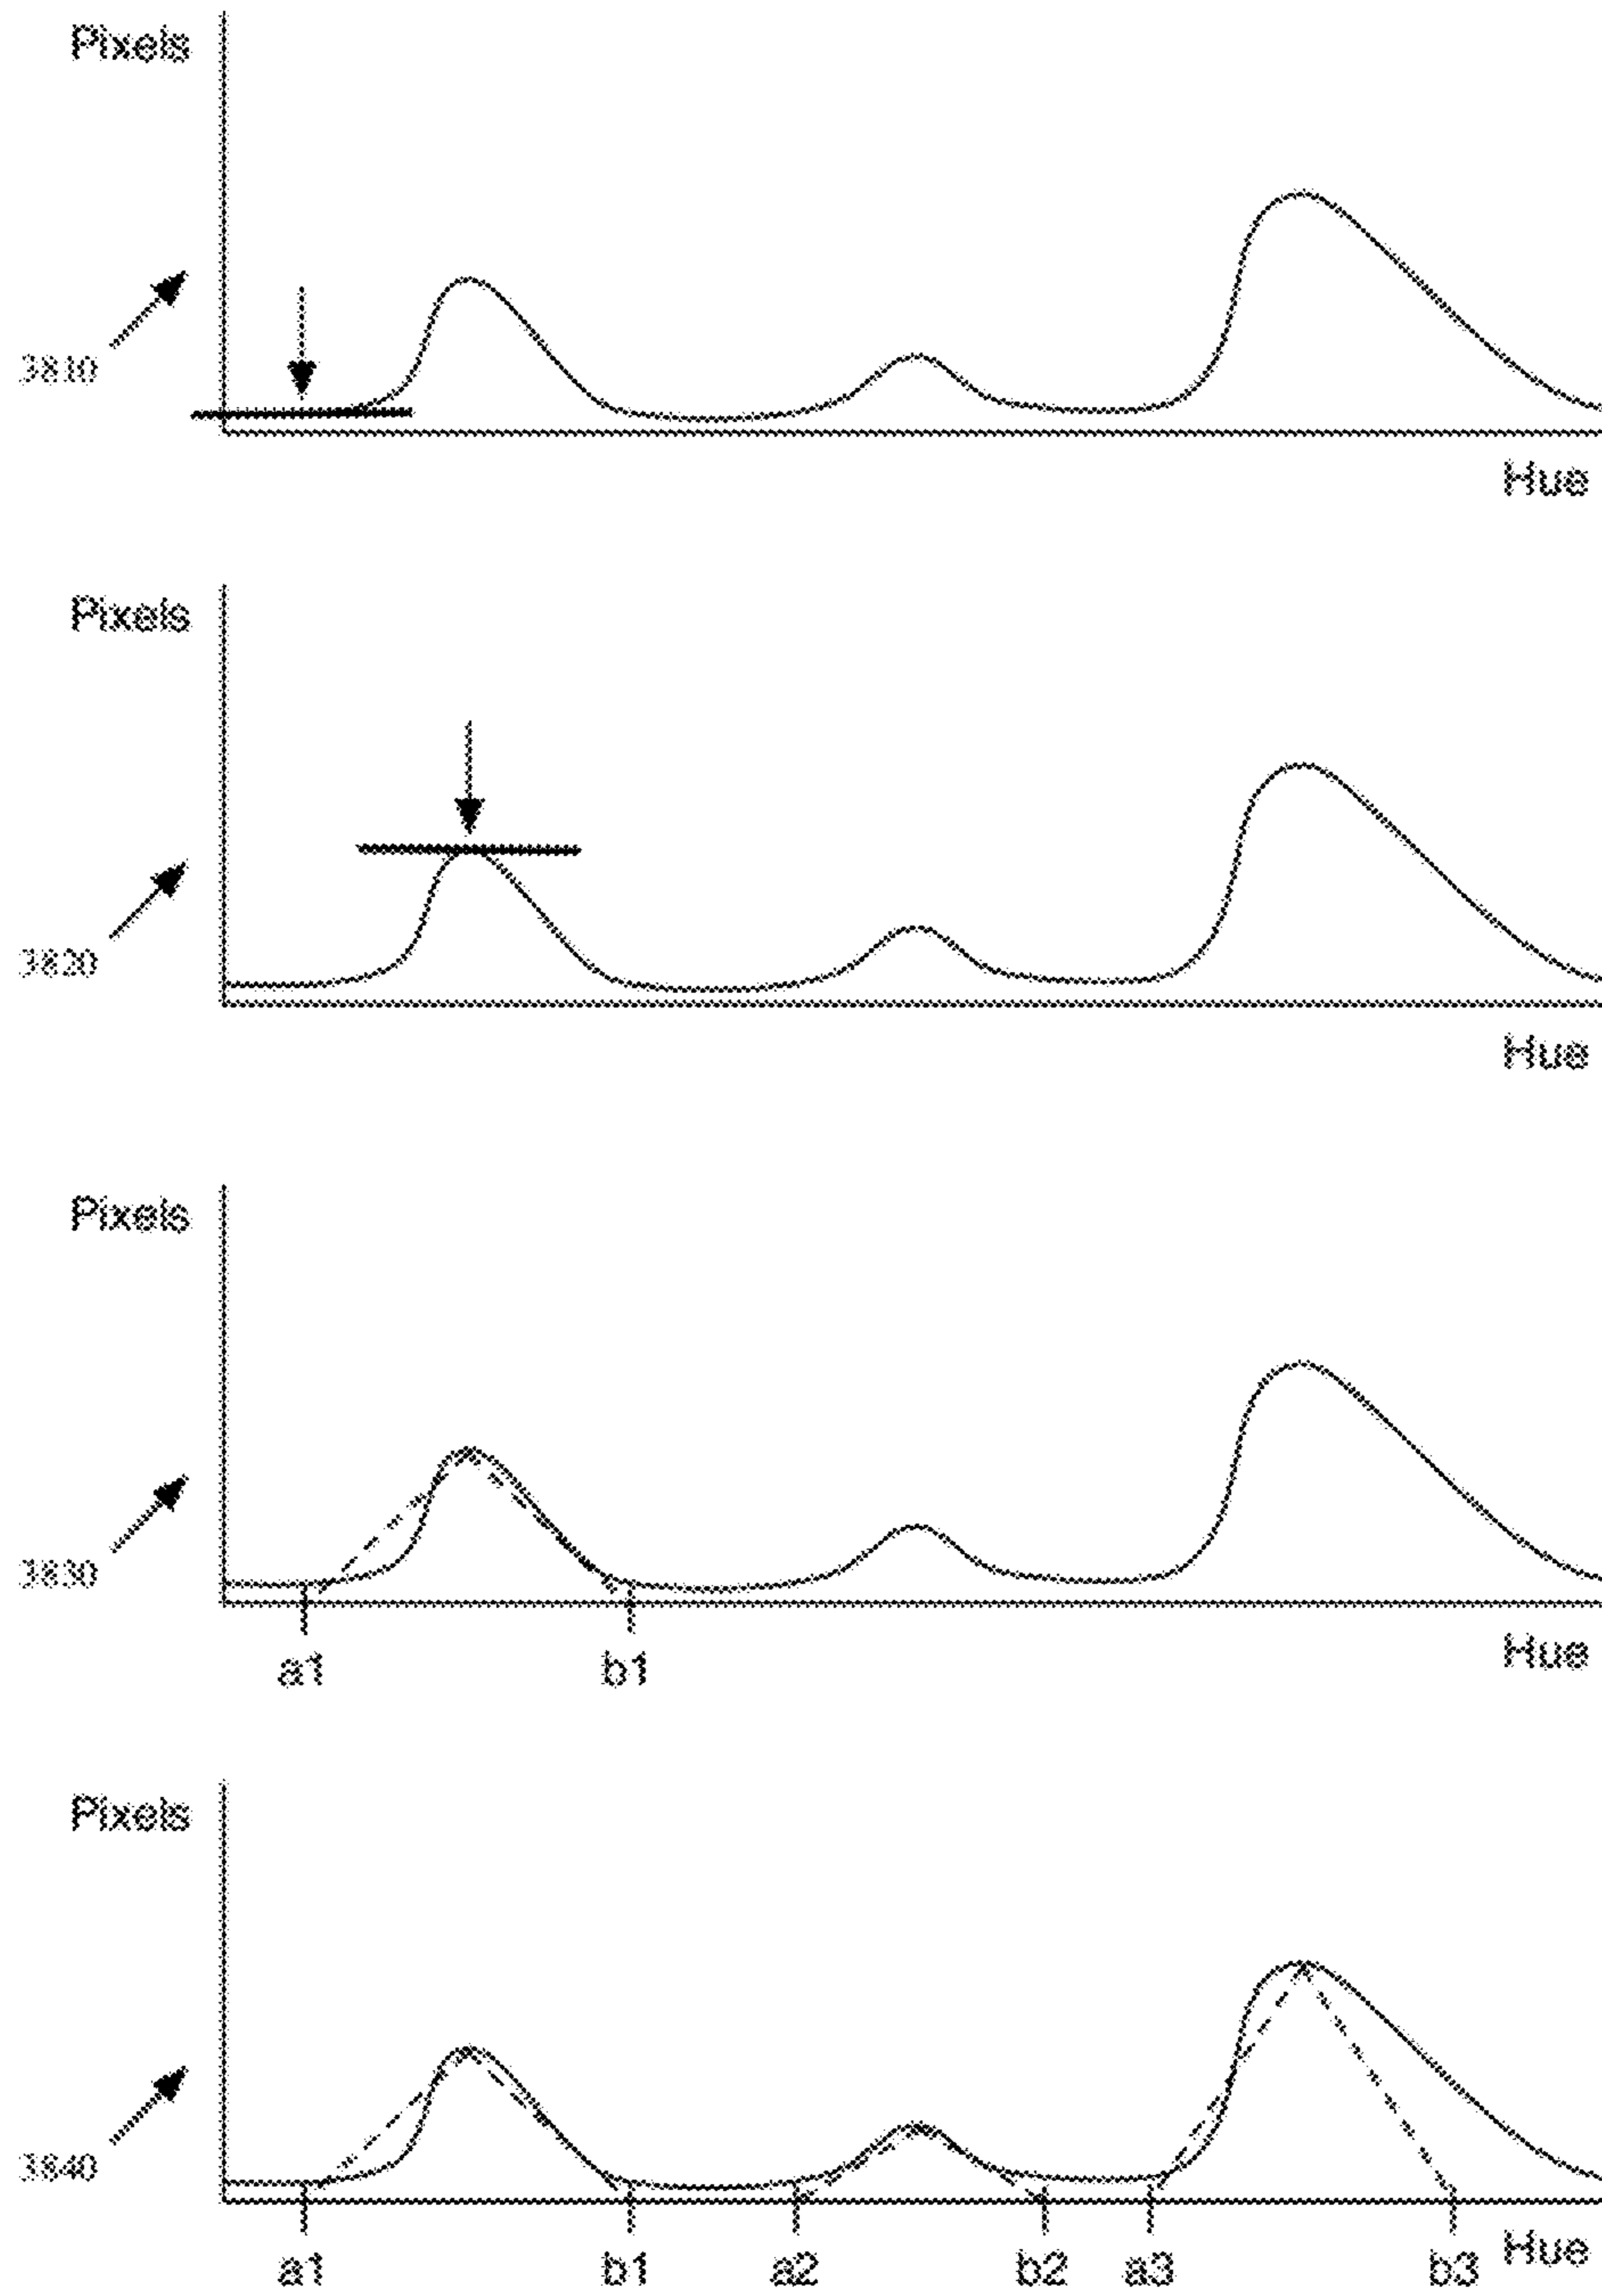 Pixels
3810
Hue
Pixels
3820
Hue
Pixels
3830
a1 b1 Hue
Pixels
3840
a1 b1 a2 b2 a3 b3 Hue